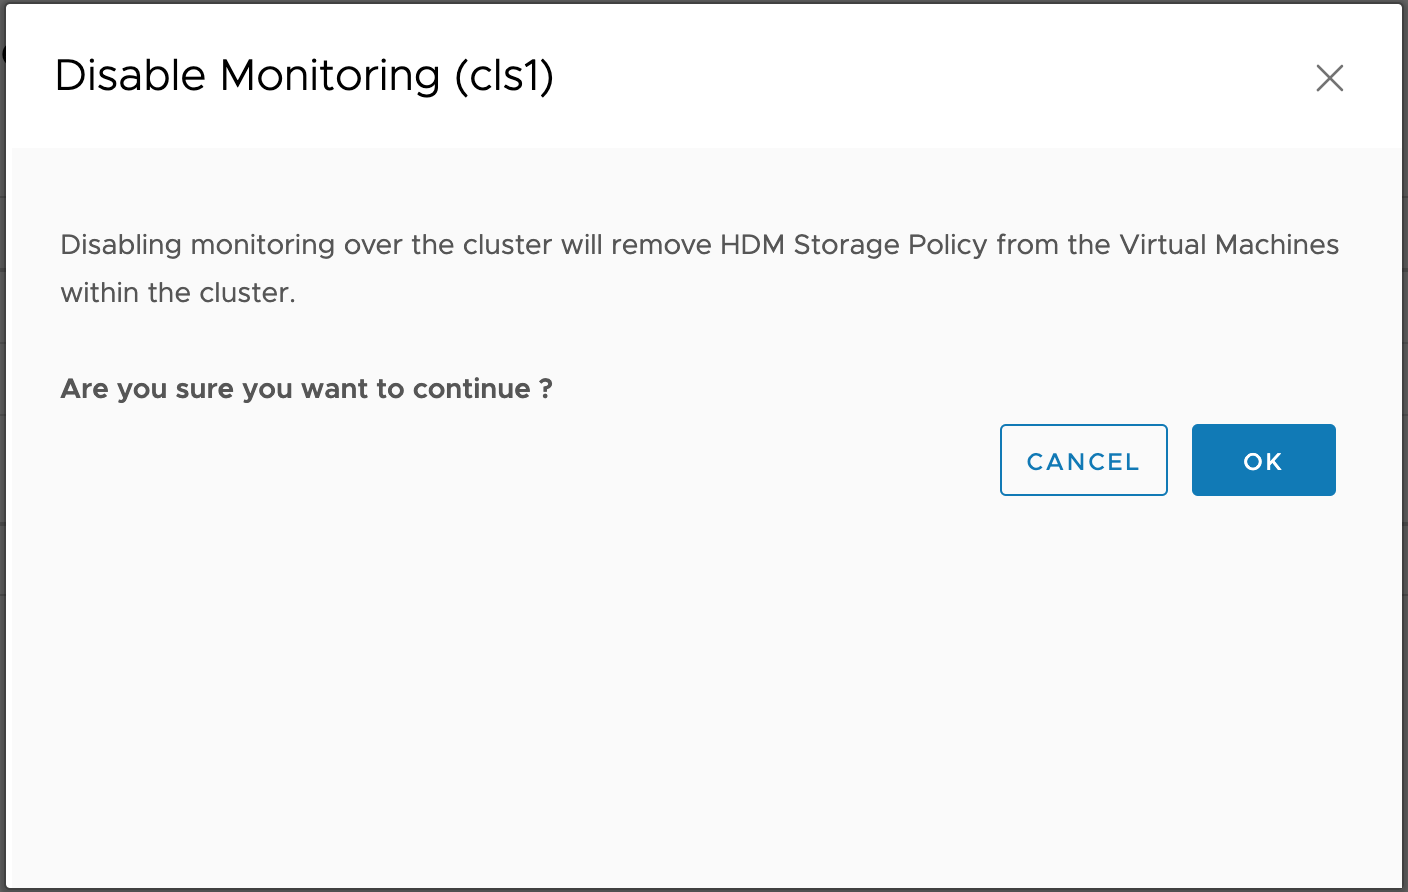 Disable Monitoring (cls1)
Disabling monitoring over the cluster will remove HDM Storage Policy from the Virtual Machines
within the cluster.
Are you sure you want to continue ?
CANCEL
OK